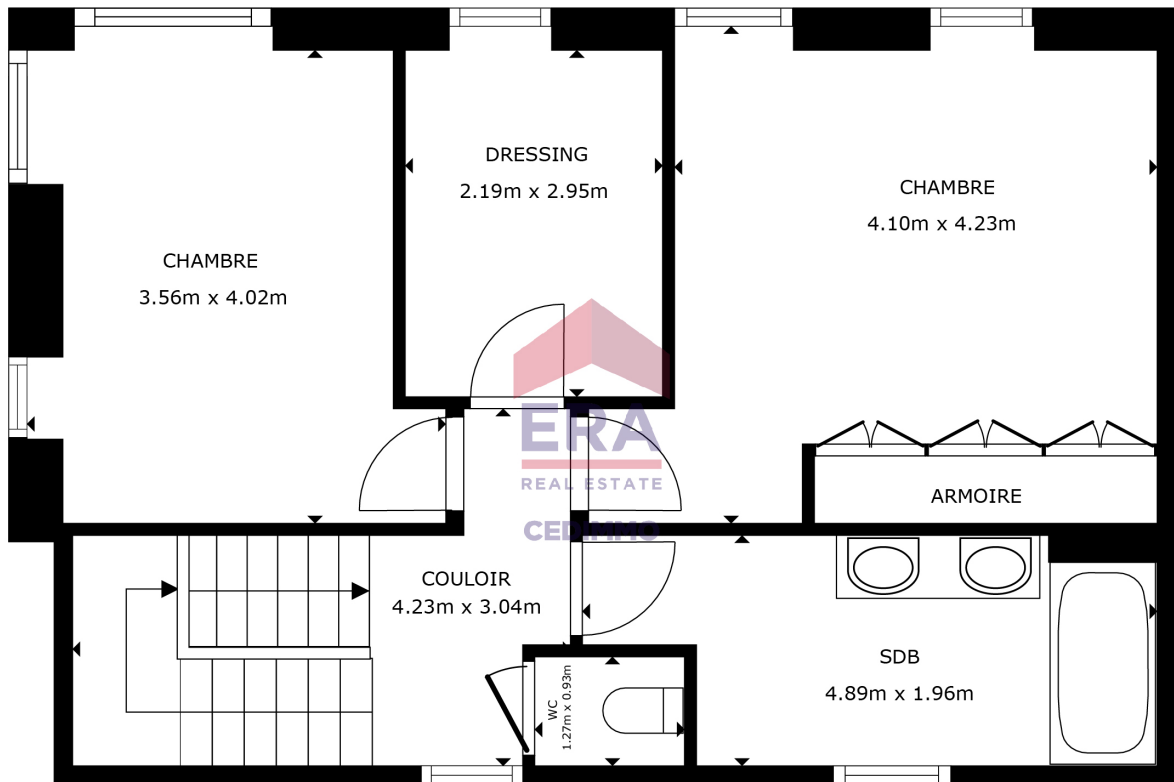 DRESSING
2.19m x 2.95m
CHAMBRE
4.10m x 4.23m
CHAMBRE
3.56m x 4.02m
ERA
REAL ESTATE
CEDIMMO
ARMOIRE
COULOIR
4.23m x 3.04m
SDB
4.89m x 1.96m
WC
1.27m x 0.93m